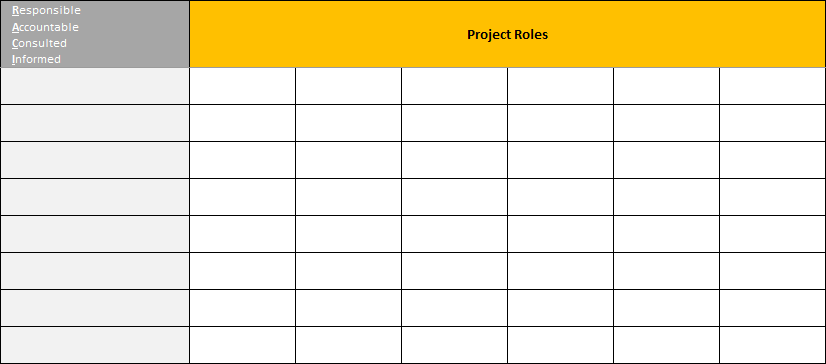 Responsible
Accountable
Consulted
Informed
Project Roles